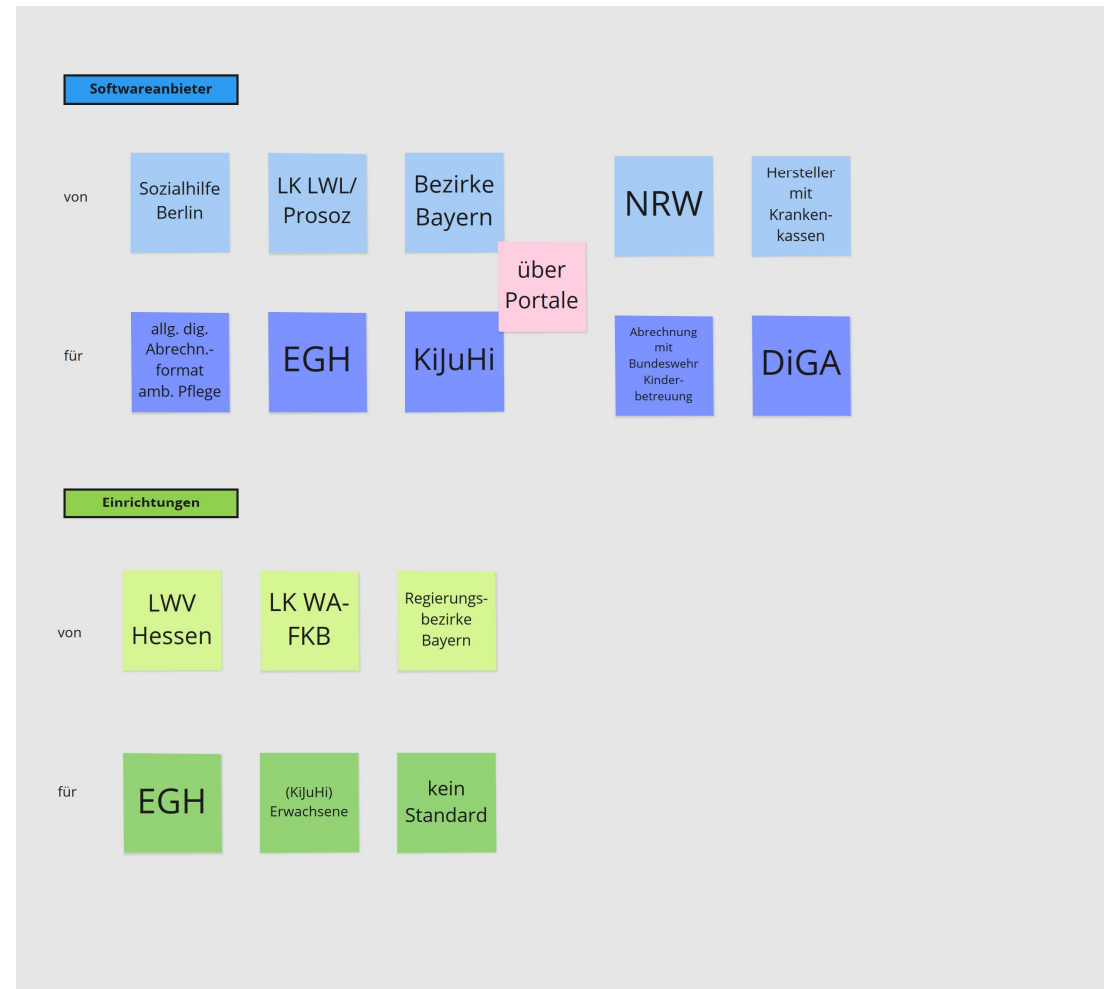 Softwareanbieter
von
Sozialhilfe
Berlin
LK LWL/
Prosoz
Bezirke
Bayern
NRW
Hersteller
mit
Kranken-
kassen
über
Portale
für
allg. dig.
Abrechn.-
format
amb. Pflege
EGH
KiJuHi
Abrechnung
mit
Bundeswehr
Kinder-
betreuung
DiGA
Einrichtungen
von
LWV
Hessen
LK WA-
FKB
Regierungs-
bezirke
Bayern
für
EGH
(KiJuHi)
Erwachsene
kein
Standard